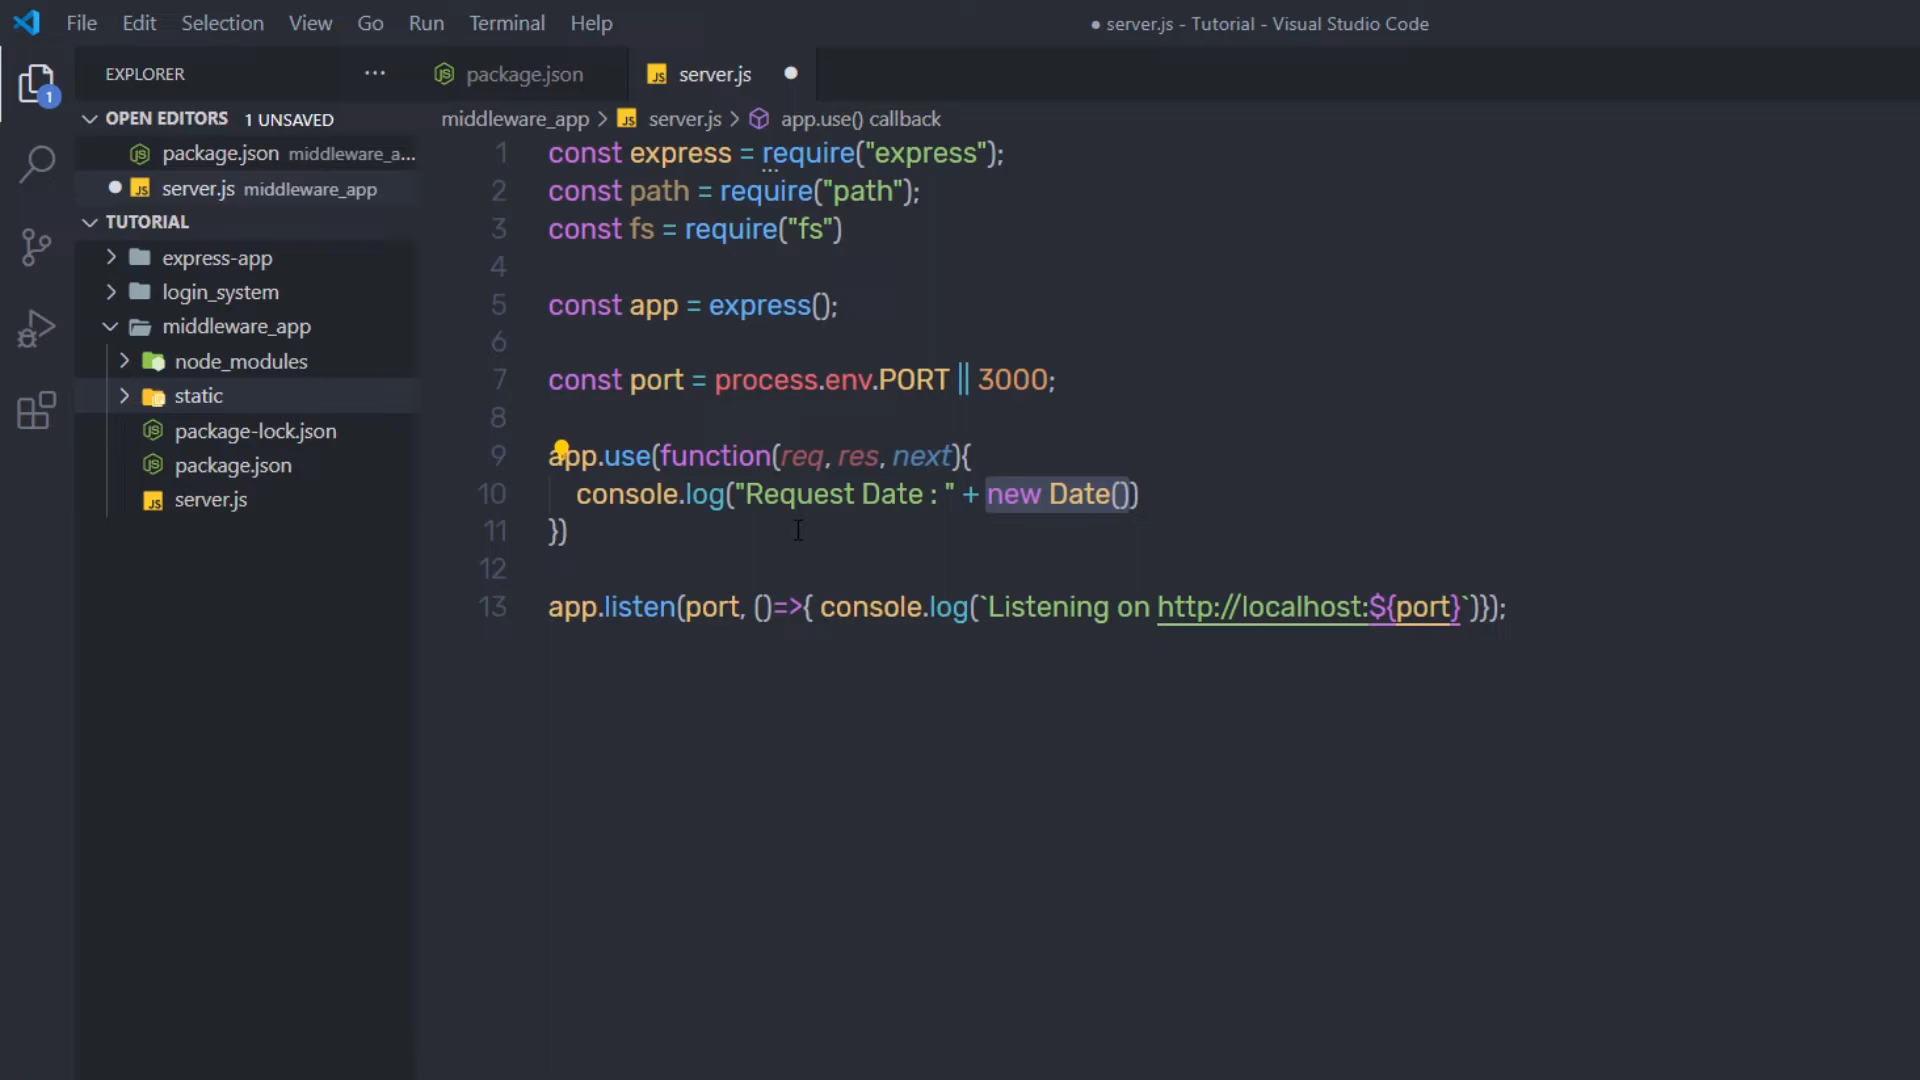 File Edit Selection View Go Run Terminal Help
● server.js - Tutorial - Visual Studio Code
EXPLORER ···
package.json
JS server.js ●
OPEN EDITORS 1 UNSAVED
middleware_app > JS server.js > app.use() callback
package.json middleware_a...
● JS server.js middleware_app
TUTORIAL
express-app
login_system
middleware_app
node_modules
static
package-lock.json
package.json
JS server.js
1
1 const express = require("express");
2 const path = require("path");
3 const fs = require("fs")
4
5 const app = express();
6
7 const port = process.env.PORT || 3000;
8
9 app.use(function(req, res, next){
10 console.log("Request Date : " + new Date())
11 })
12
13 app.listen(port, ()=>{ console.log(`Listening on http://localhost:${port}`)});